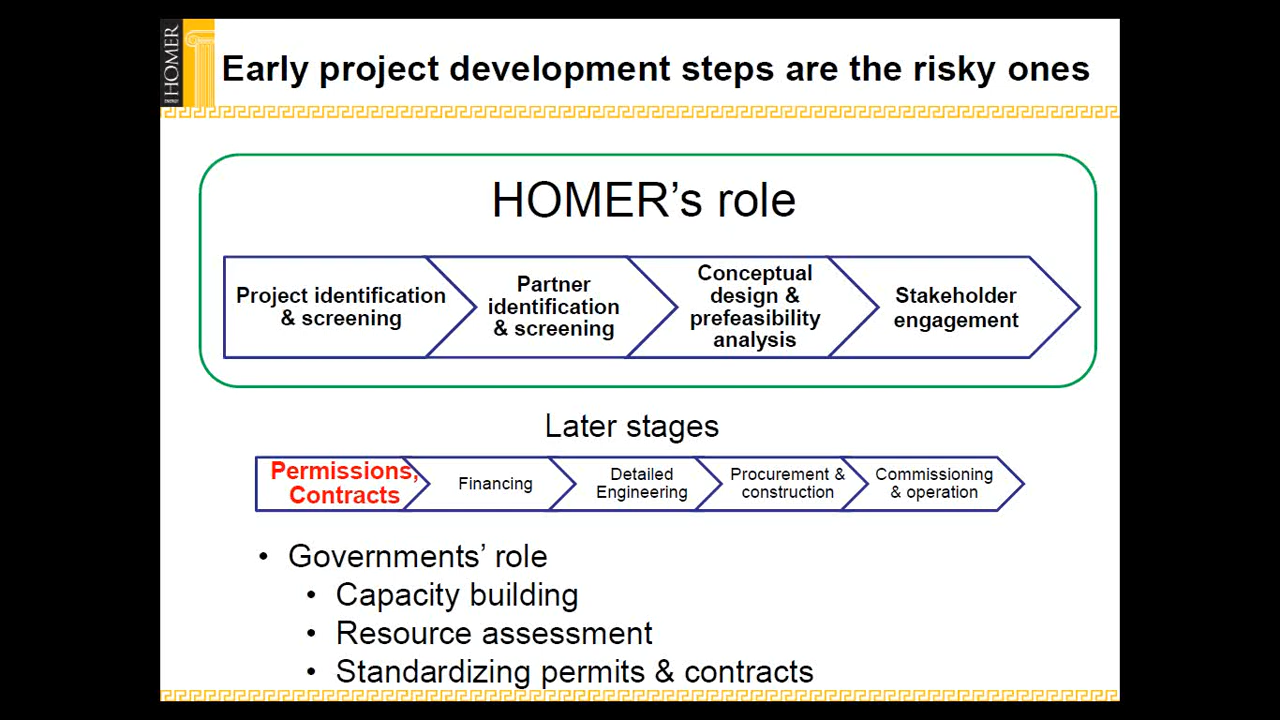 HOMER
ENERGY
Early project development steps are the risky ones
HOMER’s role
Project identification
& screening
Partner
identification
& screening
Conceptual
design &
prefeasibility
analysis
Stakeholder
engagement
Later stages
Permissions,
Contracts
Financing
Detailed
Engineering
Procurement &
construction
Commissioning
& operation
• Governments’ role
• Capacity building
• Resource assessment
• Standardizing permits & contracts